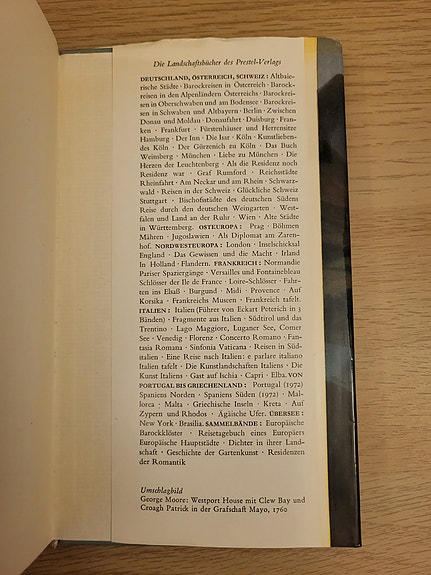 Die Landschaftsbücher des Prestel-Verlags
DEUTSCHLAND, ÖSTERREICH, SCHWEIZ: Altbaie-
rische Städte · Barockreisen in Österreich · Barock-
reisen in den Alpenländern Österreichs · Barockrei-
sen in Oberschwaben und am Bodensee · Barockrei-
sen in Schwaben und Altbayern · Berlin · Zwischen
Donau und Moldau · Donaufahrt · Duisburg · Fran-
ken · Frankfurt · Fürstenhäuser und Herrensitze
Hamburg · Der Inn · Die Isar · Köln · Kunstlieben-
des Köln · Der Gürzenich zu Köln · Das Buch
Weinsberg · München · Liebe zu München · Die
Herzen der Leuchtenberg · Als die Residenz noch
Residenz war · Graf Rumford · Reichsstädte
Rheinfahrt · Am Neckar und am Rhein · Schwarz-
wald · Reisen in der Schweiz · Glückliche Schweiz
Stuttgart · Bischofstädte des deutschen Südens
Reise durch den deutschen Weingarten · West-
falen und Land an der Ruhr · Wien · Alte Städte
in Württemberg. OSTEUROPA: Prag · Böhmen
Mähren · Jugoslawien · Als Diplomat am Zaren-
hof. NORDWESTEUROPA: London · Inselschicksal
England · Das Gewissen und die Macht · Irland
In Holland · Flandern. FRANKREICH: Normandie
Pariser Spaziergänge · Versailles und Fontainebleau
Schlösser der Ile de France · Loire-Schlösser · Fahr-
ten ins Elsaß · Burgund · Midi · Provence · Auf
Korsika · Frankreichs Museen · Frankreich tafelt.
ITALIEN: Italien (Führer von Eckart Peterich in 3
Bänden) · Fragmente aus Italien · Südtirol und das
Trentino · Lago Maggiore, Luganer See, Comer
See · Venedig · Florenz · Concerto Romano · Fan-
tasia Romana · Sinfonia Vaticana · Reisen in Süd-
italien · Eine Reise nach Italien: e parlare italiano
Italien tafelt · Die Kunstlandschaften Italiens · Die
Kunst Italiens · Gast auf Ischia · Capri · Elba. VON
PORTUGAL BIS GRIECHENLAND: Portugal (1972)
Spaniens Norden · Spaniens Süden (1972) · Mal-
lorca · Malta · Griechische Inseln · Kreta · Auf
Zypern und Rhodos · Ägäische Ufer. ÜBERSEE:
New York · Brasilia. SAMMELBÄNDE: Europäische
Barockklöster · Reisetagebuch eines Europäers
Europäische Hauptstädte · Dichter in ihrer Land-
schaft · Geschichte der Gartenkunst · Residenzen
der Romantik
Umschlagbild
George Moore: Westport House mit Clew Bay und
Croagh Patrick in der Grafschaft Mayo, 1760